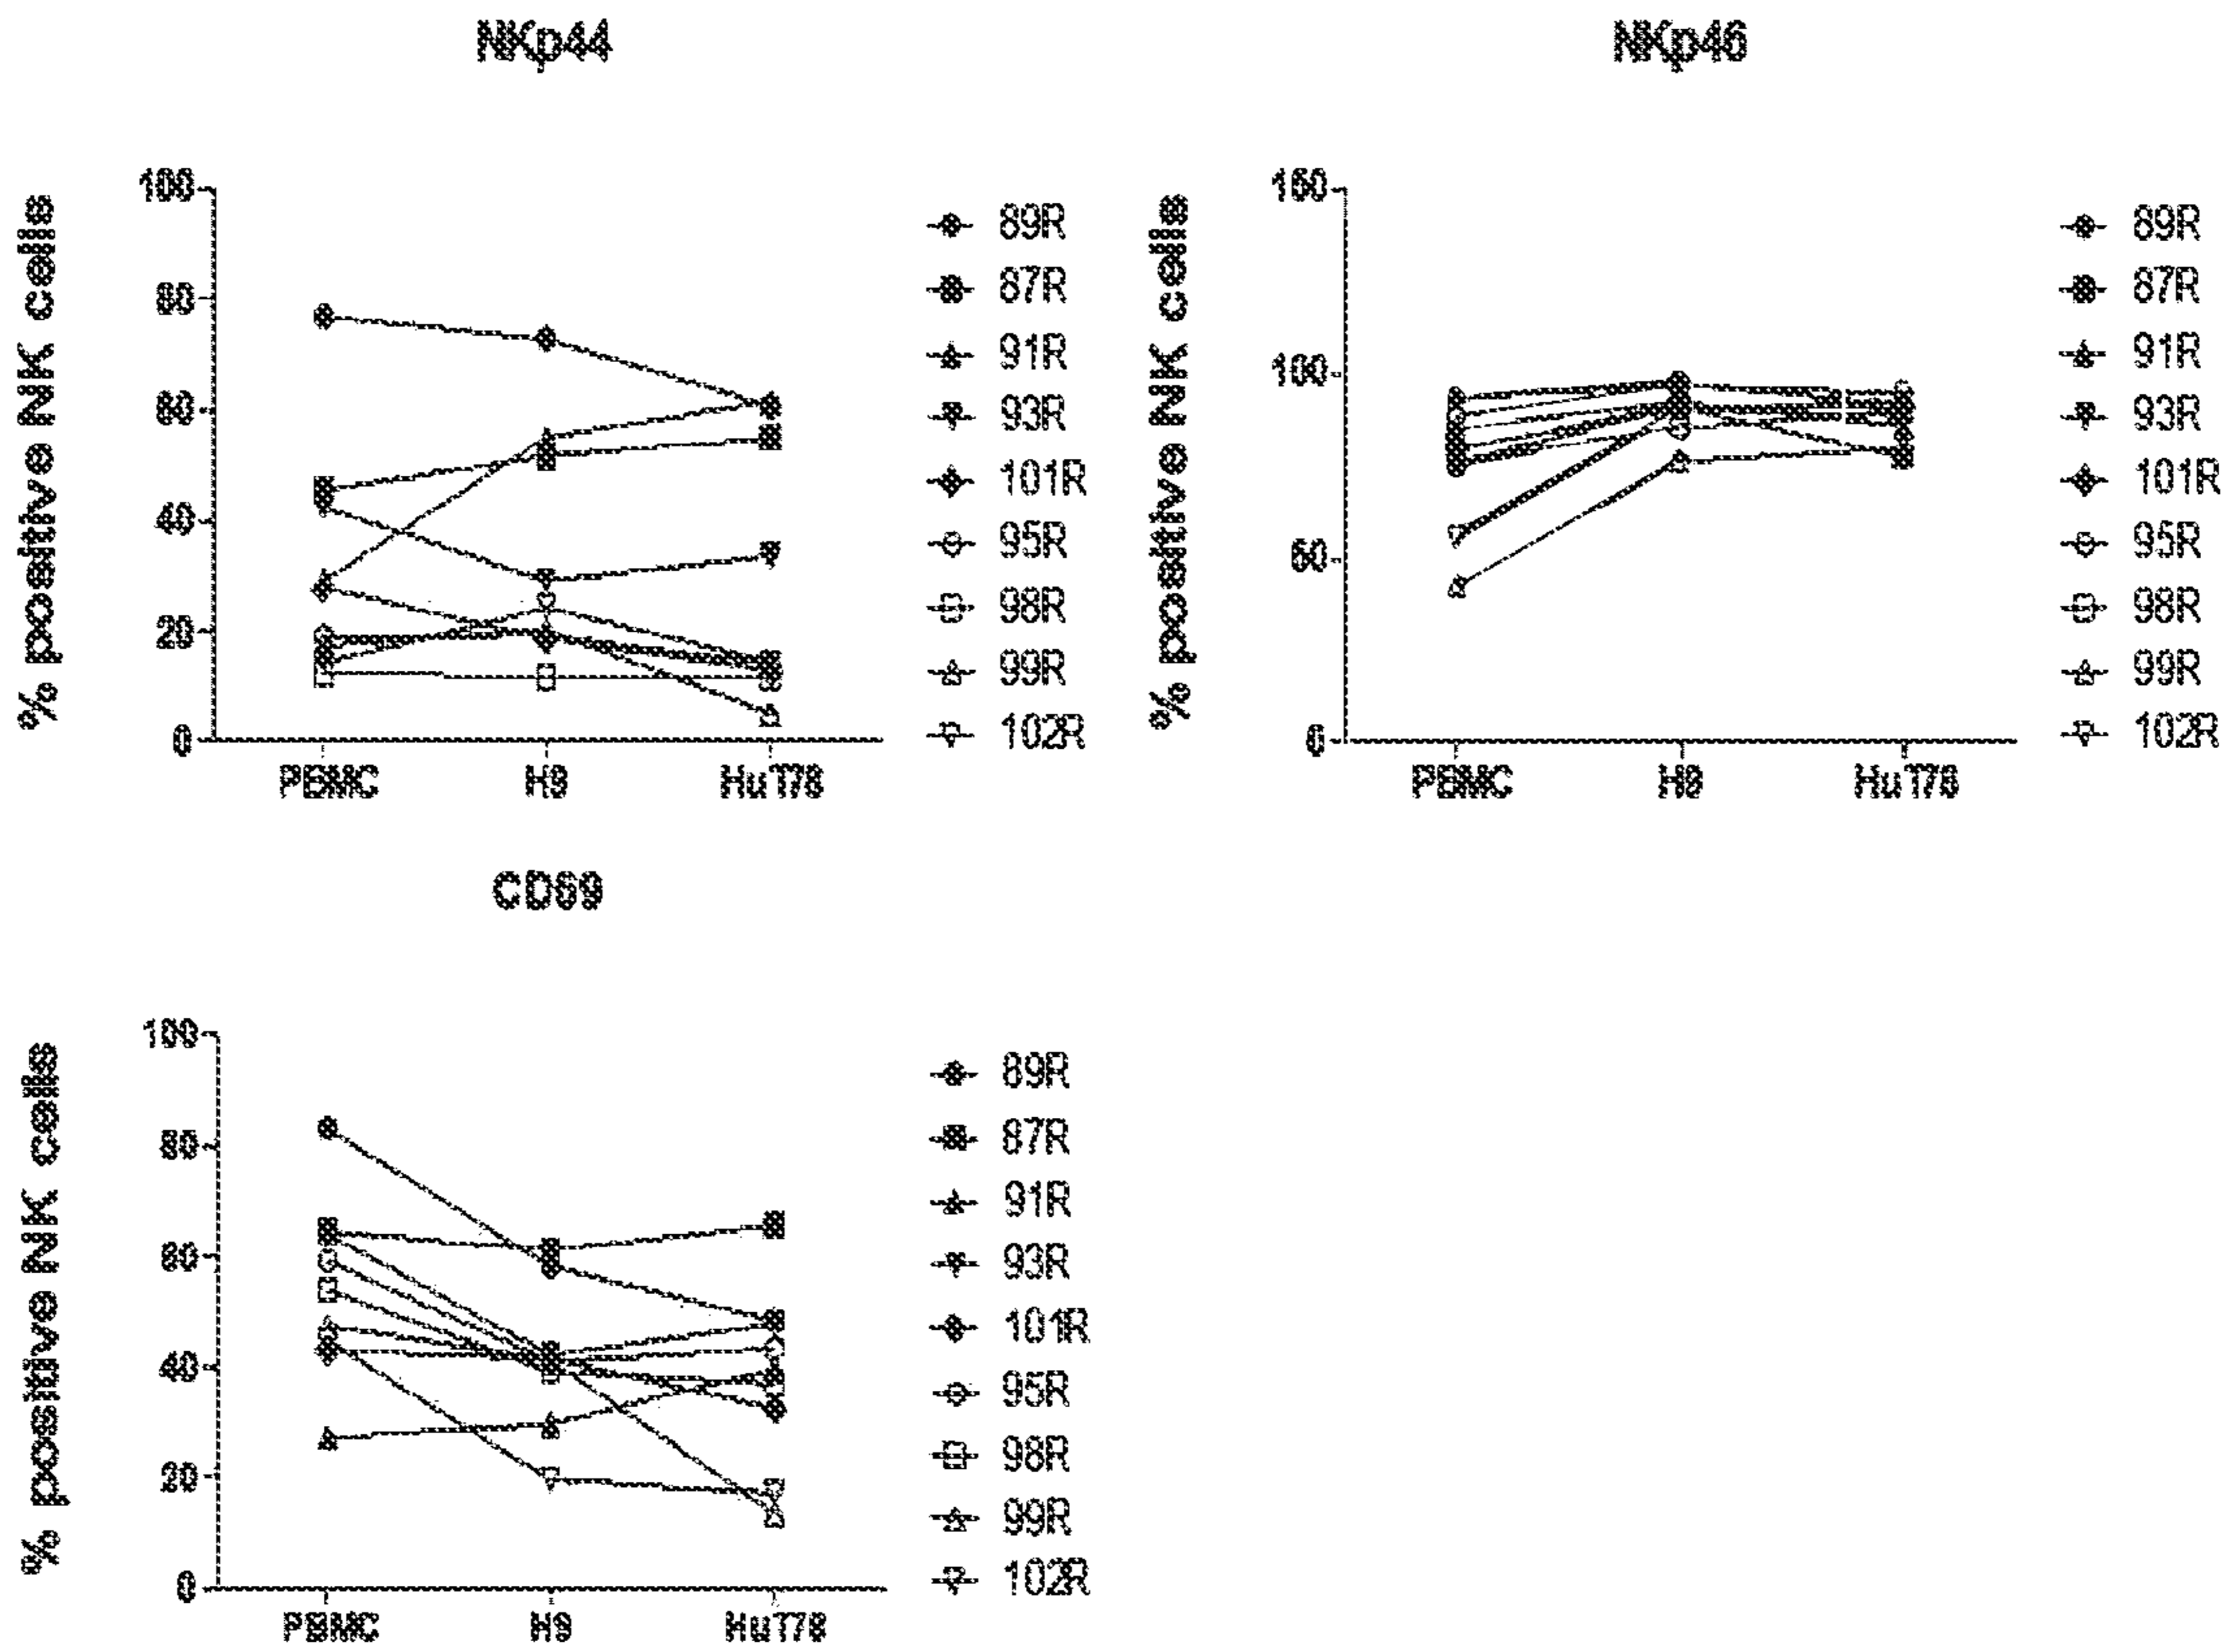 NKp44
% positive NK cells
100
80
60
40
20
0
PBMC
H9
HuT78
89R
87R
91R
93R
101R
95R
98R
99R
102R
NKp46
% positive NK cells
150
100
50
0
PBMC
H9
HuT78
89R
87R
91R
93R
101R
95R
98R
99R
102R
CD69
% positive NK cells
100
80
60
40
20
0
PBMC
H9
HuT78
89R
87R
91R
93R
101R
95R
98R
99R
102R